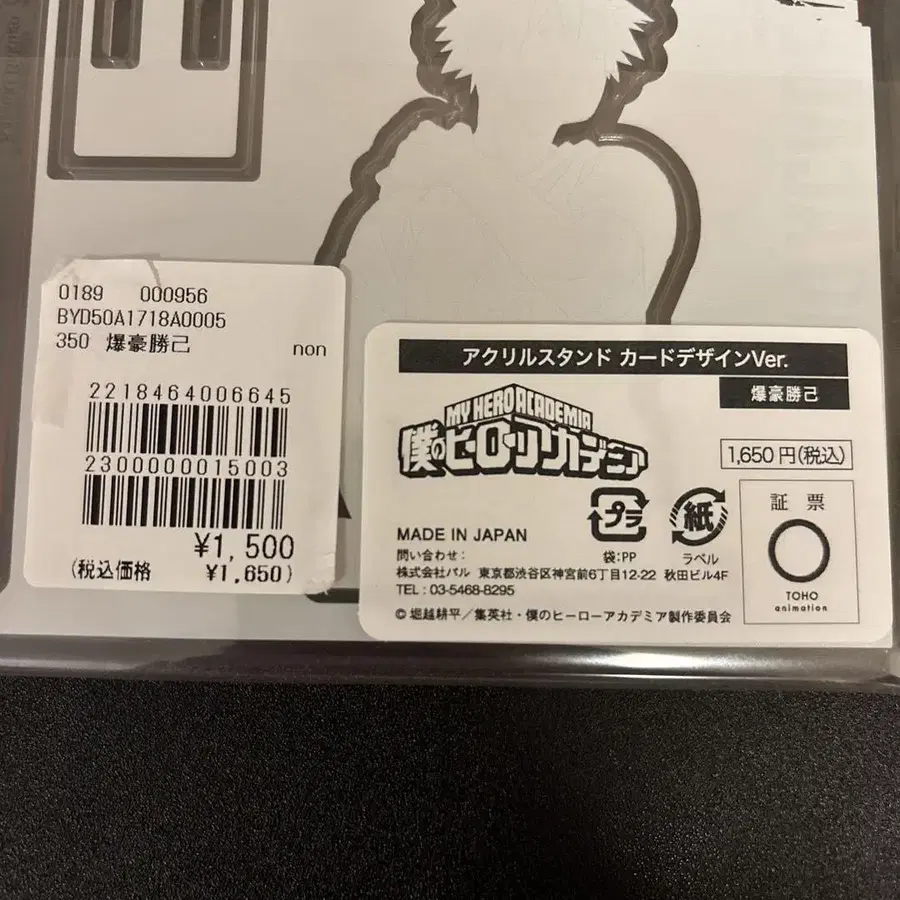 0189 000956
BYD50A1718A0005
350 爆豪勝己 non
2218464006645
2300000015003
¥1,500
(税込価格 ¥1,650)
アクリルスタンド カードデザインVer.
爆豪勝己
MY HERO ACADEMIA
僕のヒーローアカデミア
1,650 円(税込)
プラ
紙
証 票
MADE IN JAPAN
袋:PP
ラベル
問い合わせ:
株式会社パル 東京都渋谷区神宮前6丁目12-22 秋田ビル4F
TEL : 03-5468-8295
TOHO
animation
© 堀越耕平/集英社・僕のヒーローアカデミア製作委員会